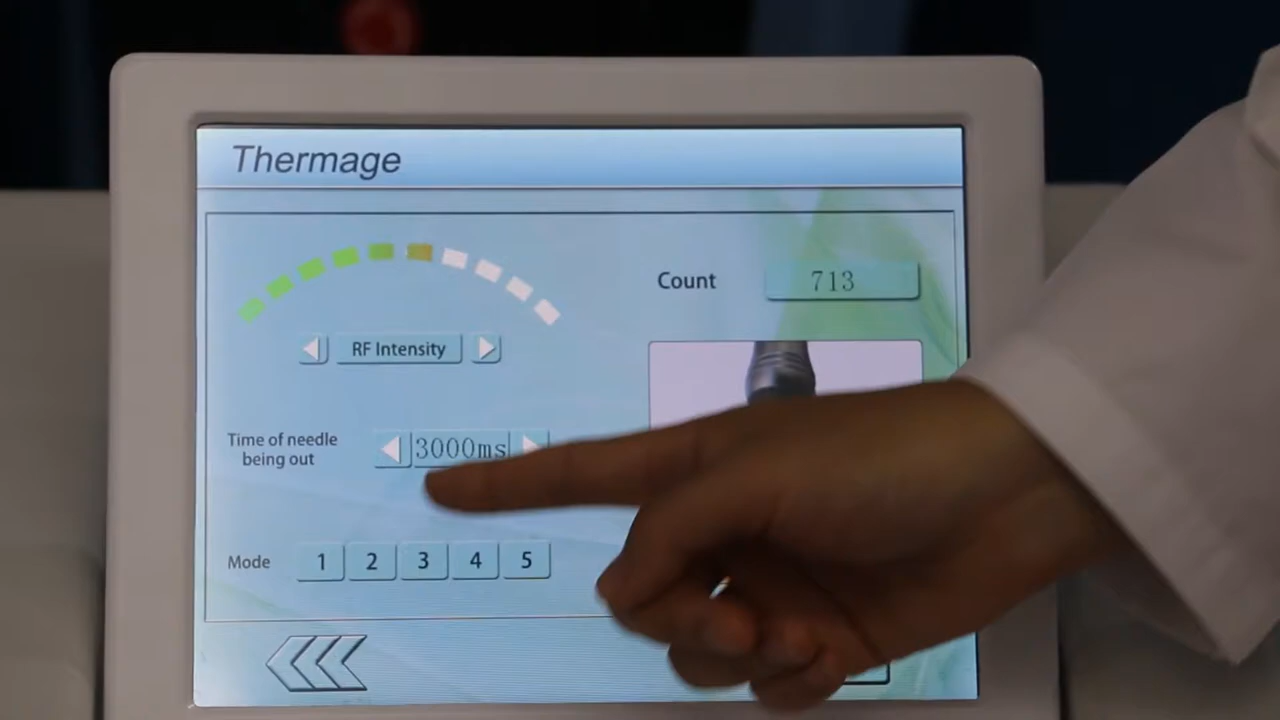 Thermage
Count 713
RF Intensity
Time of needle
being out
3000ms
Mode 1 2 3 4 5